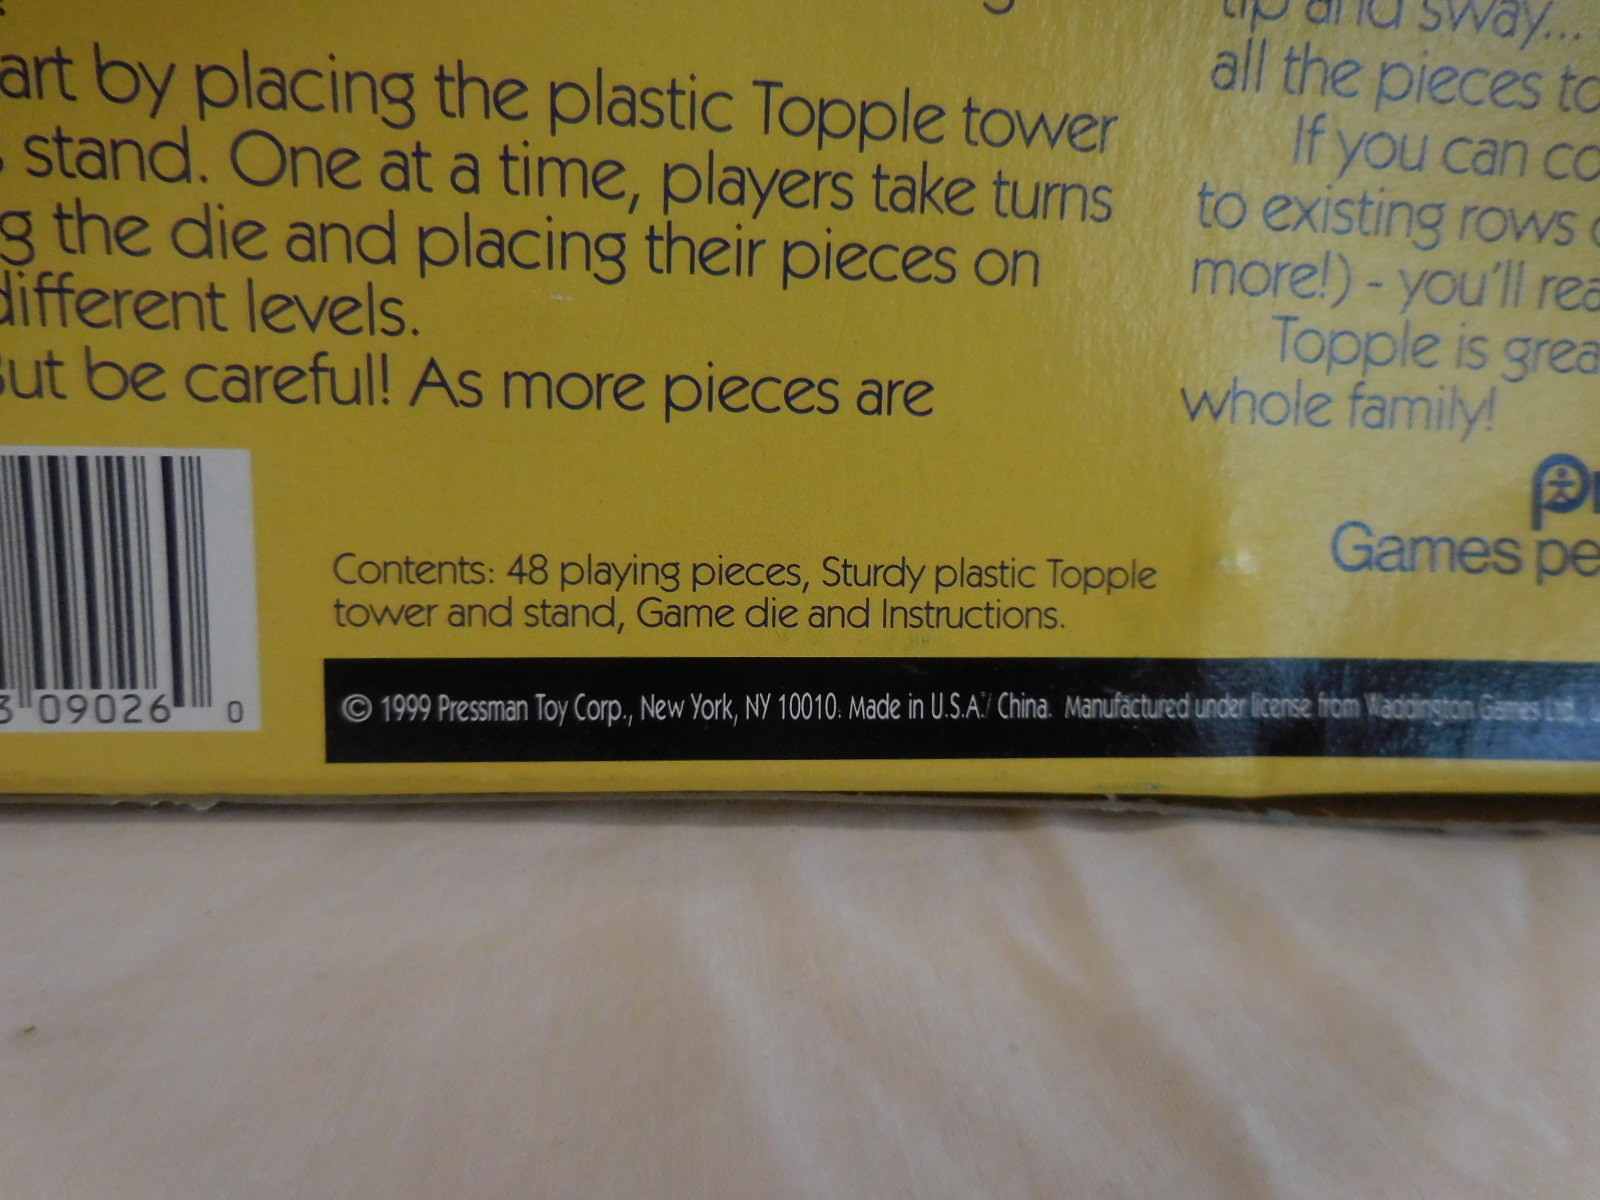 art by placing the plastic Topple tower
stand. One at a time, players take turns
g the die and placing their pieces on
different levels.
But be careful! As more pieces are
tip and sway...
all the pieces to
If you can co
to existing rows
more!) - you'll rea
Topple is grea
whole family!
Games pe
3 09026 0
Contents: 48 playing pieces, Sturdy plastic Topple
tower and stand, Game die and Instructions.
© 1999 Pressman Toy Corp., New York, NY 10010. Made in U.S.A./ China. Manufactured under license from Waddington Games Ltd.,